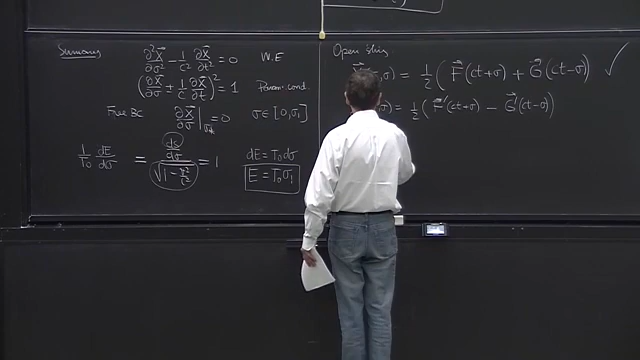 Summary
∂²X⃗/∂σ² − 1/c² ∂²X⃗/∂t² = 0 W.E
(∂X⃗/∂σ ± 1/c ∂X⃗/∂t)² = 1 Param. cond.
Free BC ∂X⃗/∂σ | = 0 σ ∈ [0, σ₁]
1/T₀ dE/dσ = (ds/dσ)/√(1 − v²/c²) = 1 dE = T₀dσ
E = T₀σ₁
Open string
, σ) = 1/2 (F⃗(ct+σ) + G⃗(ct−σ)) ✓
, σ) = 1/2 (F⃗′(ct+σ) − G⃗′(ct−σ))